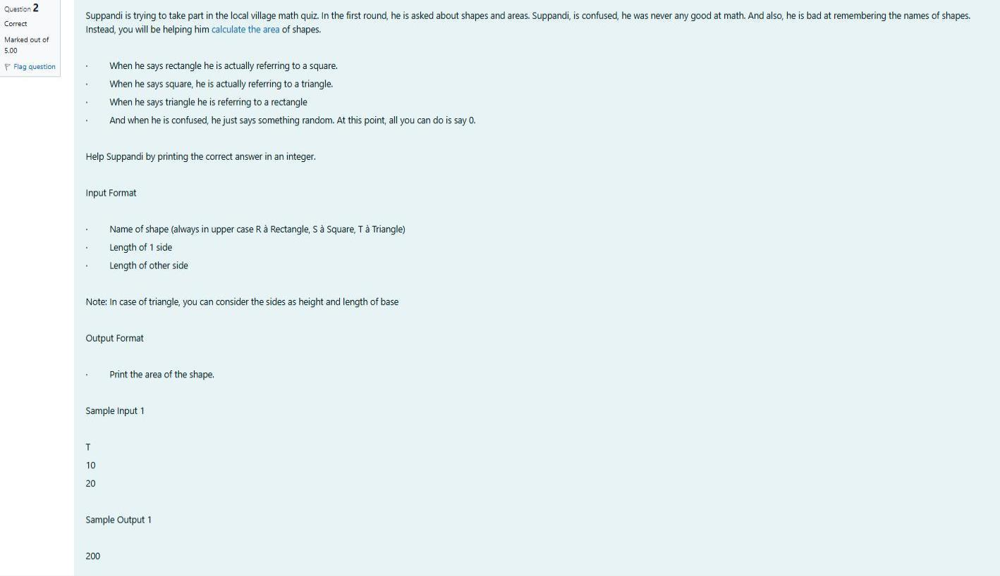 Question 2
Correct
Marked out of
5.00
Flag question
Suppandi is trying to take part in the local village math quiz. In the first round, he is asked about shapes and areas. Suppandi, is confused, he was never any good at math. And also, he is bad at remembering the names of shapes.
Instead, you will be helping him calculate the area of shapes.
· When he says rectangle he is actually referring to a square.
· When he says square, he is actually referring to a triangle.
· When he says triangle he is referring to a rectangle
· And when he is confused, he just says something random. At this point, all you can do is say 0.
Help Suppandi by printing the correct answer in an integer.
Input Format
· Name of shape (always in upper case R à Rectangle, S à Square, T à Triangle)
· Length of 1 side
· Length of other side
Note: In case of triangle, you can consider the sides as height and length of base
Output Format
· Print the area of the shape.
Sample Input 1
T
10
20
Sample Output 1
200